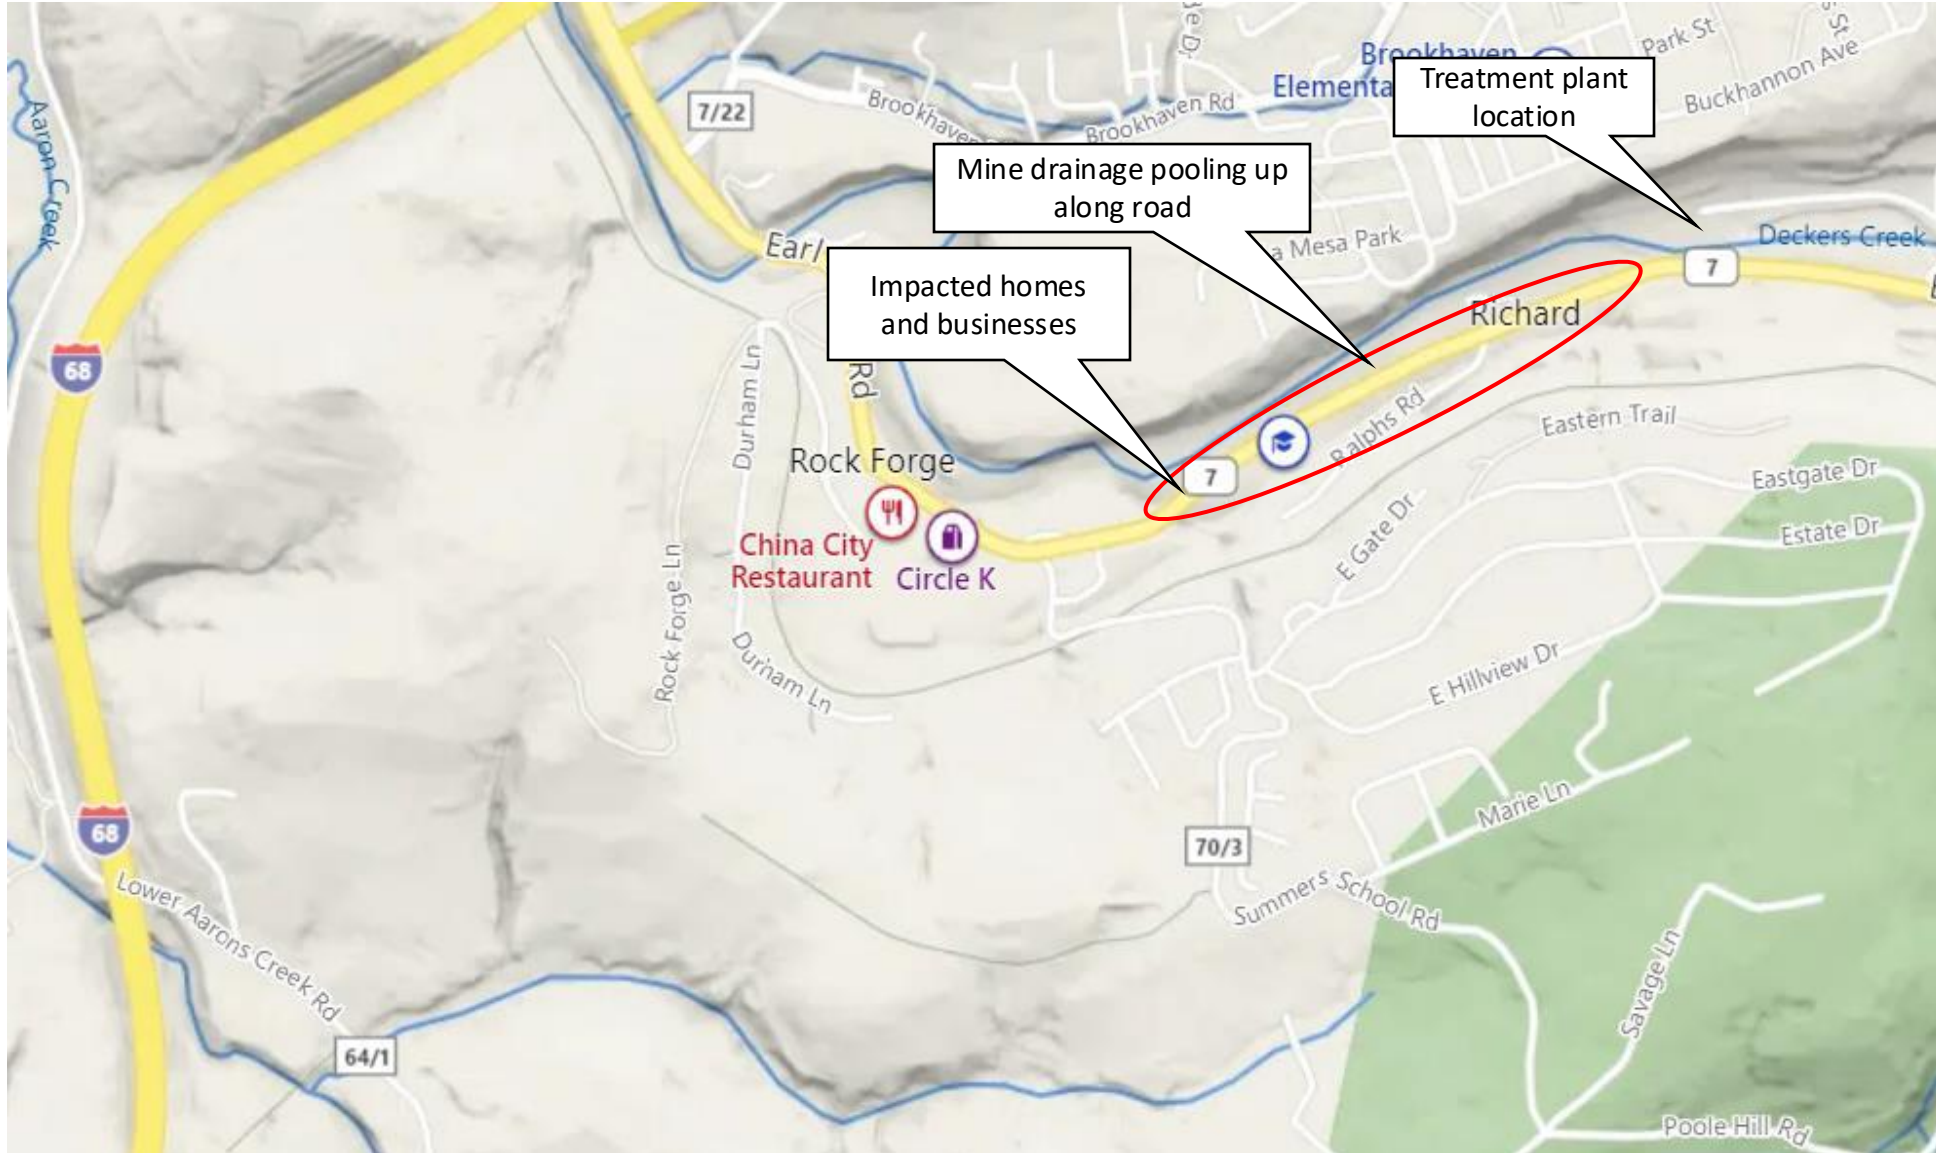 Park St
Buckhannon Ave
Brookhaven
Elementa
Treatment plant
location
7/22
Brookhaven
Brookhaven Rd
Aaron Creek
Mine drainage pooling up
along road
a Mesa Park
Deckers Creek
7
Earl
Rd
Impacted homes
and businesses
Richard
68
Durham Ln
Ralphs Rd
Eastern Trail
Rock Forge
7
Eastgate Dr
Estate Dr
E Gate Dr
China City
Restaurant
Circle K
Rock Forge Ln
Durham Ln
E Hillview Dr
68
Marie Ln
70/3
Summers School Rd
Lower Aarons Creek Rd
Savage Ln
64/1
Poole Hill Rd